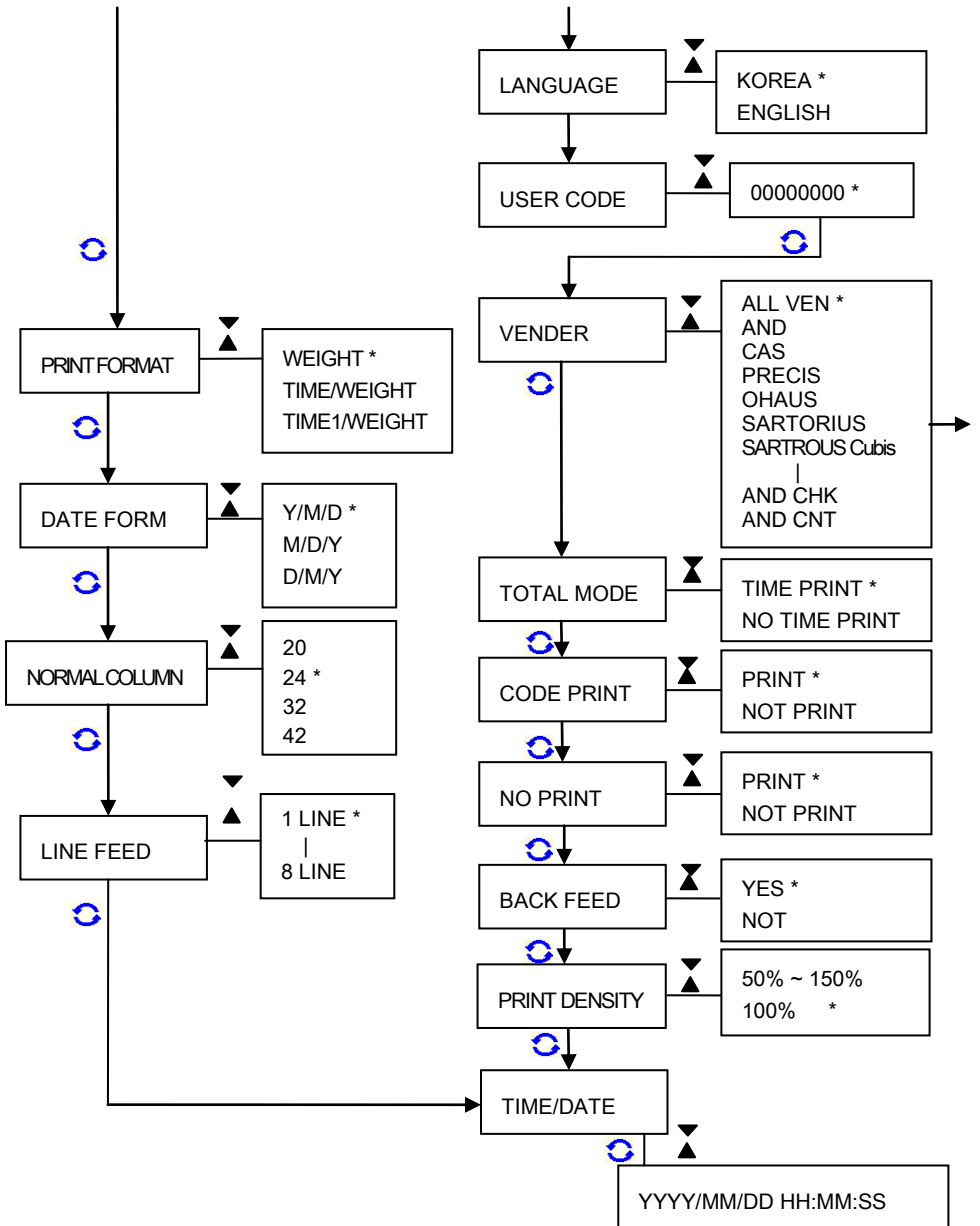 PRINT FORMAT
WEIGHT *
TIME/WEIGHT
TIME1/WEIGHT
DATE FORM
Y/M/D *
M/D/Y
D/M/Y
NORMAL COLUMN
20
24 *
32
42
LINE FEED
1 LINE *
|
8 LINE
LANGUAGE
KOREA *
ENGLISH
USER CODE
00000000 *
VENDER
ALL VEN *
AND
CAS
PRECIS
OHAUS
SARTORIUS
SARTROUS Cubis
|
AND CHK
AND CNT
TOTAL MODE
TIME PRINT *
NO TIME PRINT
CODE PRINT
PRINT *
NOT PRINT
NO PRINT
PRINT *
NOT PRINT
BACK FEED
YES *
NOT
PRINT DENSITY
50% ~ 150%
100% *
TIME/DATE
YYYY/MM/DD HH:MM:SS